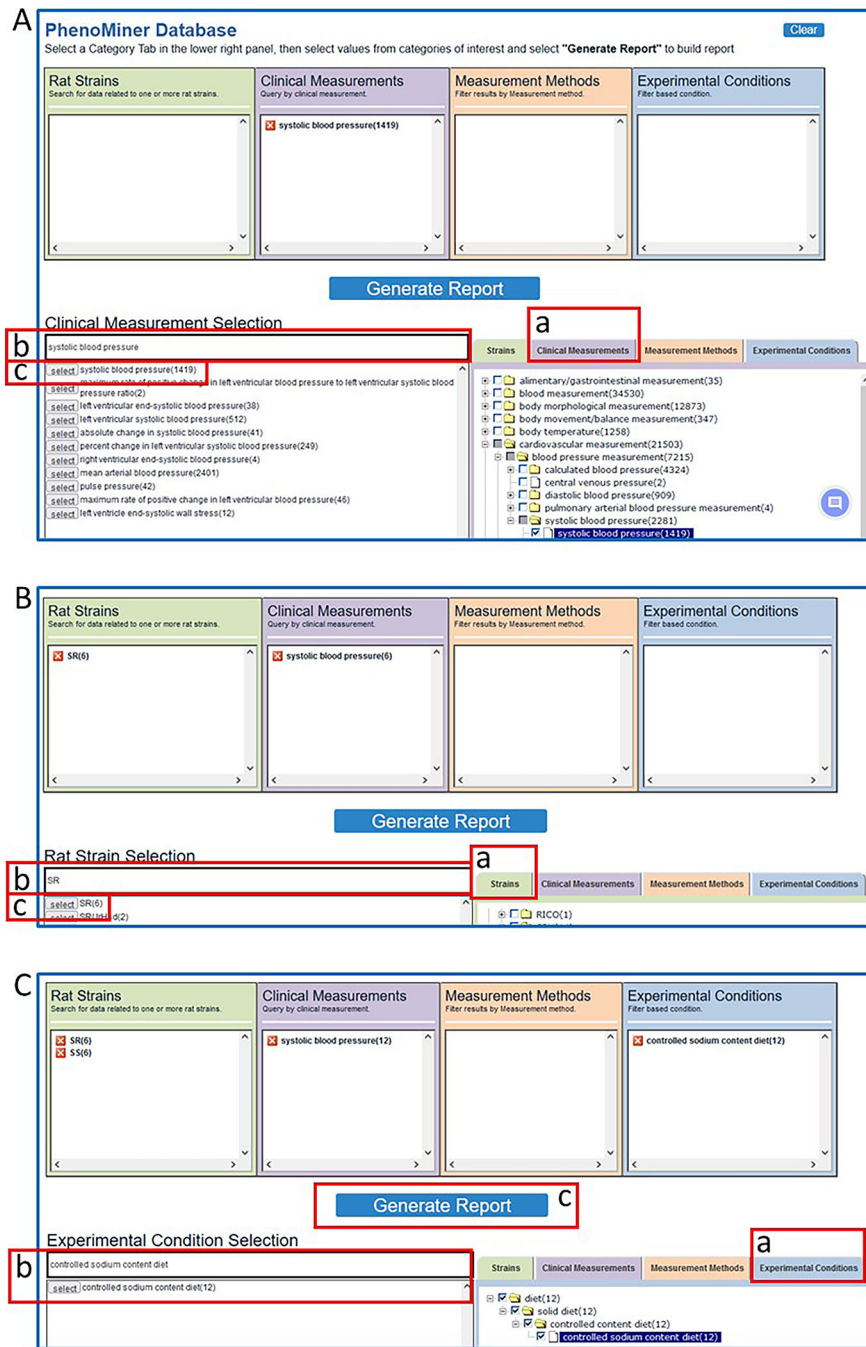 A
PhenoMiner Database
Clear
Select a Category Tab in the lower right panel, then select values from categories of interest and select "Generate Report" to build report
Rat Strains
Search for data related to one or more rat strains.
Clinical Measurements
Query by clinical measurement.
systolic blood pressure(1419)
Measurement Methods
Filter results by Measurement method.
Experimental Conditions
Filter based condition.
Generate Report
Clinical Measurement Selection
b
systolic blood pressure
c
select systolic blood pressure(1419)
select maximum rate of positive change in left ventricular blood pressure to left ventricular systolic blood
pressure ratio(2)
select left ventricular end-systolic blood pressure(38)
select left ventricular systolic blood pressure(512)
select absolute change in systolic blood pressure(41)
select percent change in left ventricular systolic blood pressure(249)
select right ventricular end-systolic blood pressure(4)
select mean arterial blood pressure(2401)
select pulse pressure(42)
select maximum rate of positive change in left ventricular blood pressure(46)
select left ventricle end-systolic wall stress(12)
a
Strains Clinical Measurements Measurement Methods Experimental Conditions
alimentary/gastrointestinal measurement(35)
blood measurement(34530)
body morphological measurement(12873)
body movement/balance measurement(347)
body temperature(1258)
cardiovascular measurement(21503)
blood pressure measurement(7215)
calculated blood pressure(4324)
central venous pressure(2)
diastolic blood pressure(909)
pulmonary arterial blood pressure measurement(4)
systolic blood pressure(2281)
systolic blood pressure(1419)
B
Rat Strains
Search for data related to one or more rat strains.
SR(6)
Clinical Measurements
Query by clinical measurement.
systolic blood pressure(6)
Measurement Methods
Filter results by Measurement method.
Experimental Conditions
Filter based condition.
Generate Report
Rat Strain Selection
b
SR
c
select SR(6)
select
a
Strains Clinical Measurements Measurement Methods Experimental Conditions
RICO(1)
C
Rat Strains
Search for data related to one or more rat strains.
SR(6)
SS(6)
Clinical Measurements
Query by clinical measurement.
systolic blood pressure(12)
Measurement Methods
Filter results by Measurement method.
Experimental Conditions
Filter based condition.
controlled sodium content diet(12)
Generate Report
c
Experimental Condition Selection
b
controlled sodium content diet
select controlled sodium content diet(12)
a
Strains Clinical Measurements Measurement Methods Experimental Conditions
diet(12)
solid diet(12)
controlled content diet(12)
controlled sodium content diet(12)